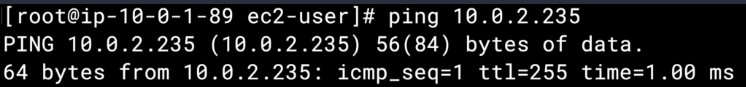 [root@ip-10-0-1-89 ec2-user]# ping 10.0.2.235
PING 10.0.2.235 (10.0.2.235) 56(84) bytes of data.
64 bytes from 10.0.2.235: icmp_seq=1 ttl=255 time=1.00 ms